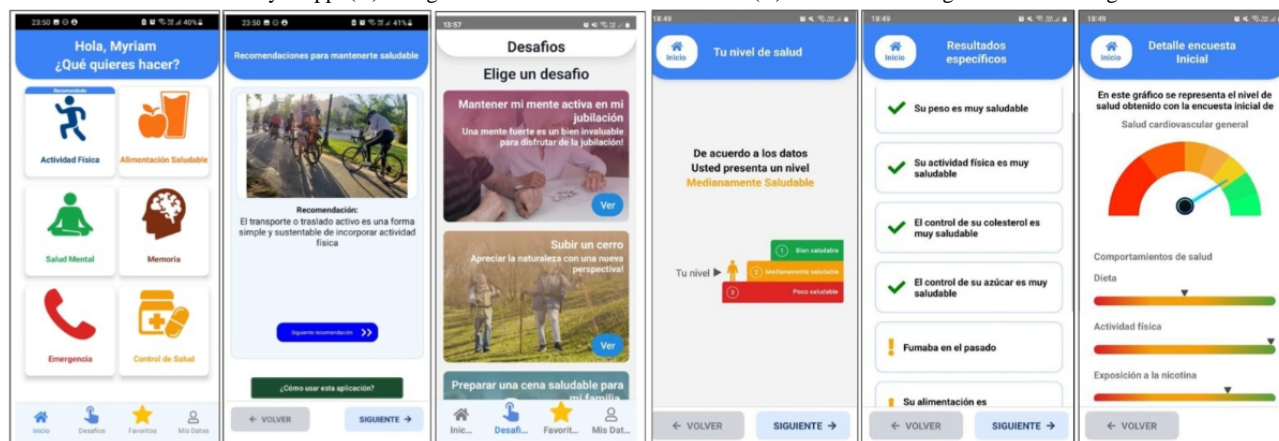 23:50
40%
Hola, Myriam
¿Qué quieres hacer?
Recomendado
Actividad Física
Alimentación Saludable
Salud Mental
Memoria
Emergencia
Control de Salud
Inicio
Desafios
Favoritos
Mis Datos
23:50
41%
Recomendaciones para mantenerte saludable
Recomendación:
El transporte o traslado activo es una forma
simple y sustentable de incorporar actividad
física
Siguiente recomendación
¿Cómo usar esta aplicación?
← VOLVER
SIGUIENTE →
13:57
Desafios
Elige un desafio
Mantener mi mente activa en mi
jubilación
Una mente fuerte es un bien invaluable
para disfrutar de la jubilación!
Ver
Subir un cerro
Apreciar la naturaleza con una nueva
perspectiva!
Ver
Preparar una cena saludable para
mi familia
Inic...
Desafi...
Favorit...
Mis Dat...
18:49
Inicio
Tu nivel de salud
De acuerdo a los datos
Usted presenta un nivel
Medianamente Saludable
1 Bien saludable
Tu nivel
2 Medianamente saludable
3 Poco saludable
← VOLVER
SIGUIENTE →
18:49
Inicio
Resultados
específicos
Su peso es muy saludable
Su actividad física es muy
saludable
El control de su colesterol es
muy saludable
El control de su azúcar es muy
saludable
Fumaba en el pasado
Su alimentación es
← VOLVER
SIGUIENTE →
18:49
Inicio
Detalle encuesta
Inicial
En este gráfico se representa el nivel de
salud obtenido con la encuesta inicial de
Salud cardiovascular general
Comportamientos de salud
Dieta
Actividad física
Exposición a la nicotina
← VOLVER